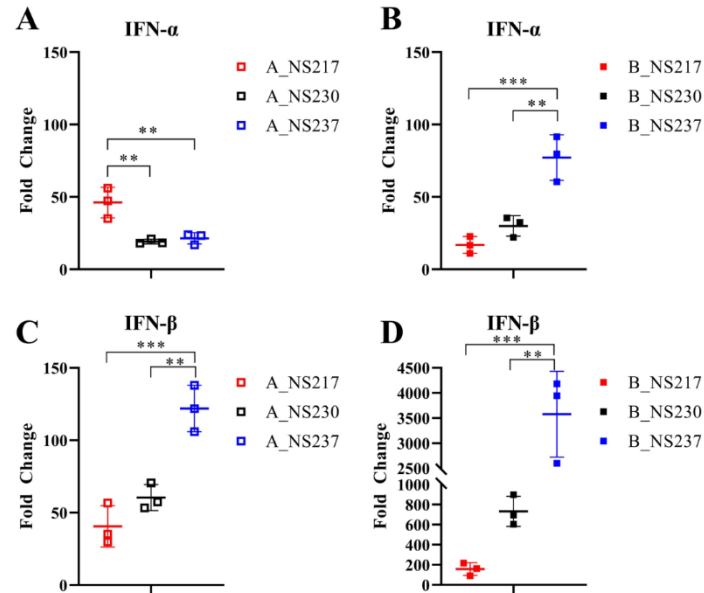 A
IFN-α
Fold Change
150
100
50
0
**
**
A_NS217
A_NS230
A_NS237
B
IFN-α
Fold Change
150
100
50
0
***
**
B_NS217
B_NS230
B_NS237
C
IFN-β
Fold Change
150
100
50
0
***
**
A_NS217
A_NS230
A_NS237
D
IFN-β
Fold Change
4500
4000
3500
3000
2500
1000
800
600
400
200
0
***
**
B_NS217
B_NS230
B_NS237